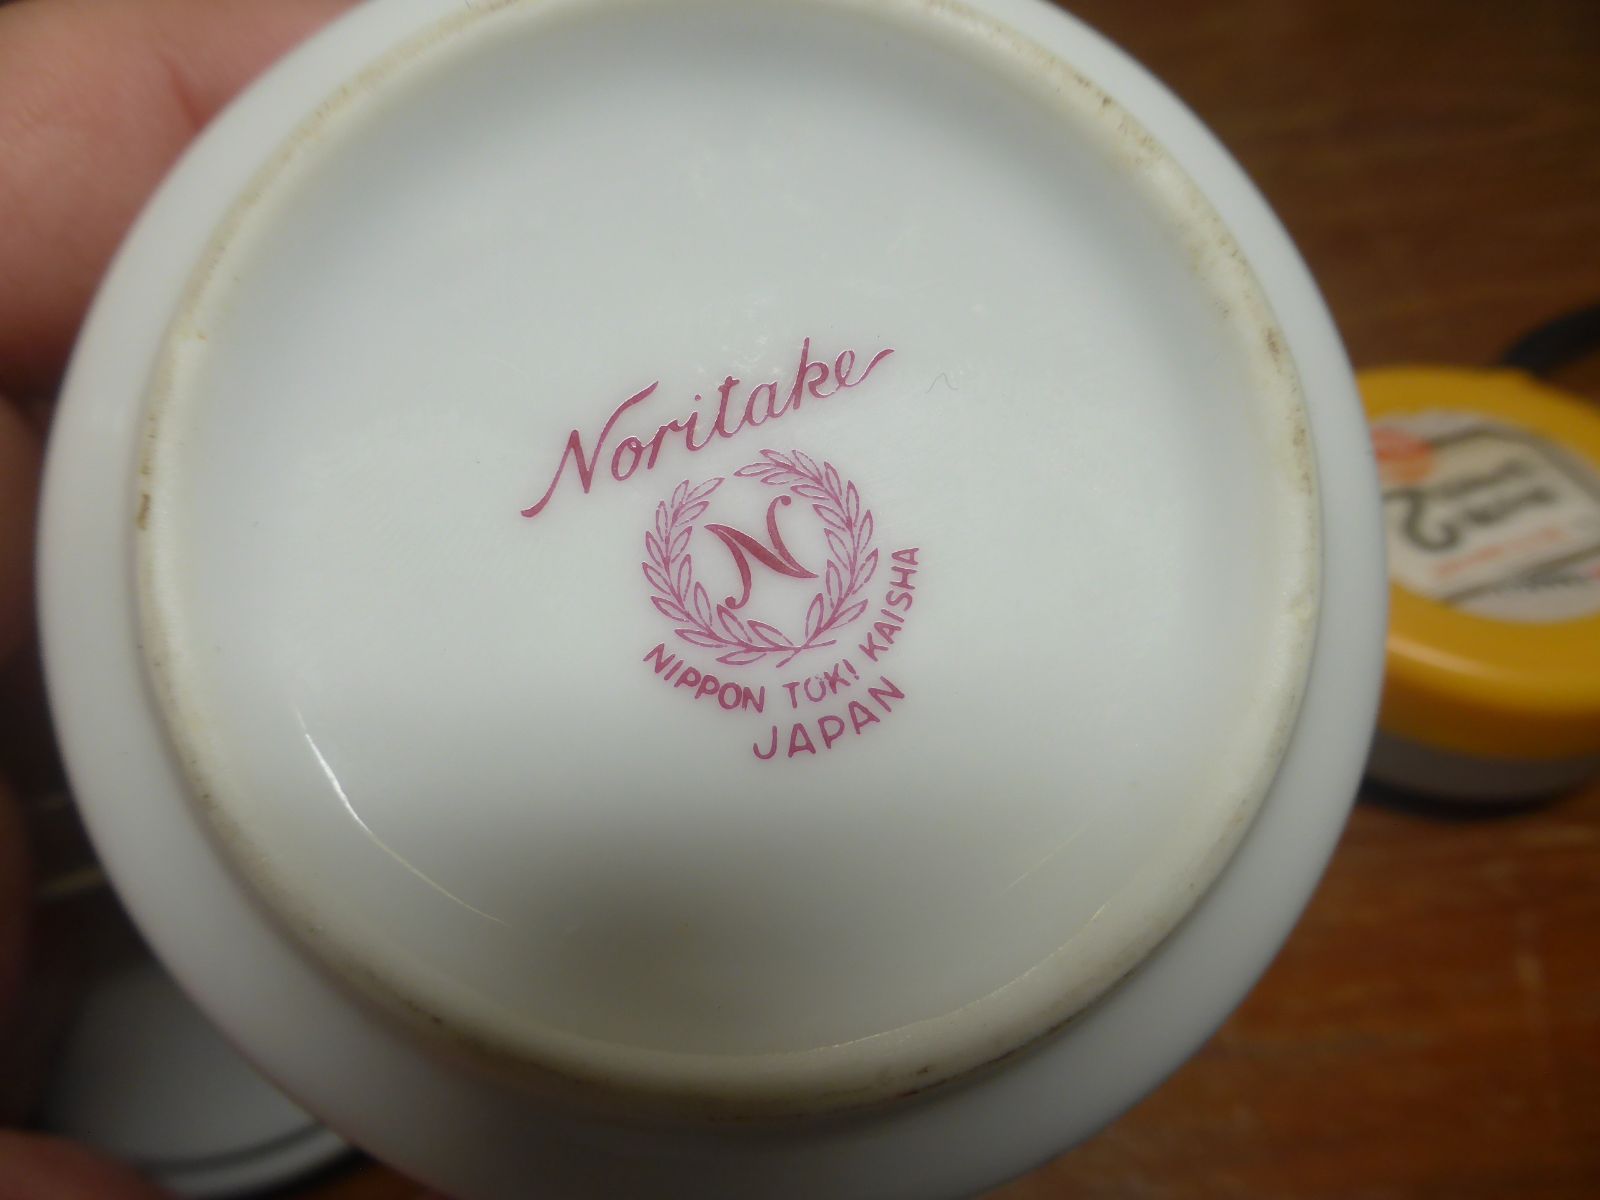 Noritake
N
NIPPON TOKI KAISHA
JAPAN